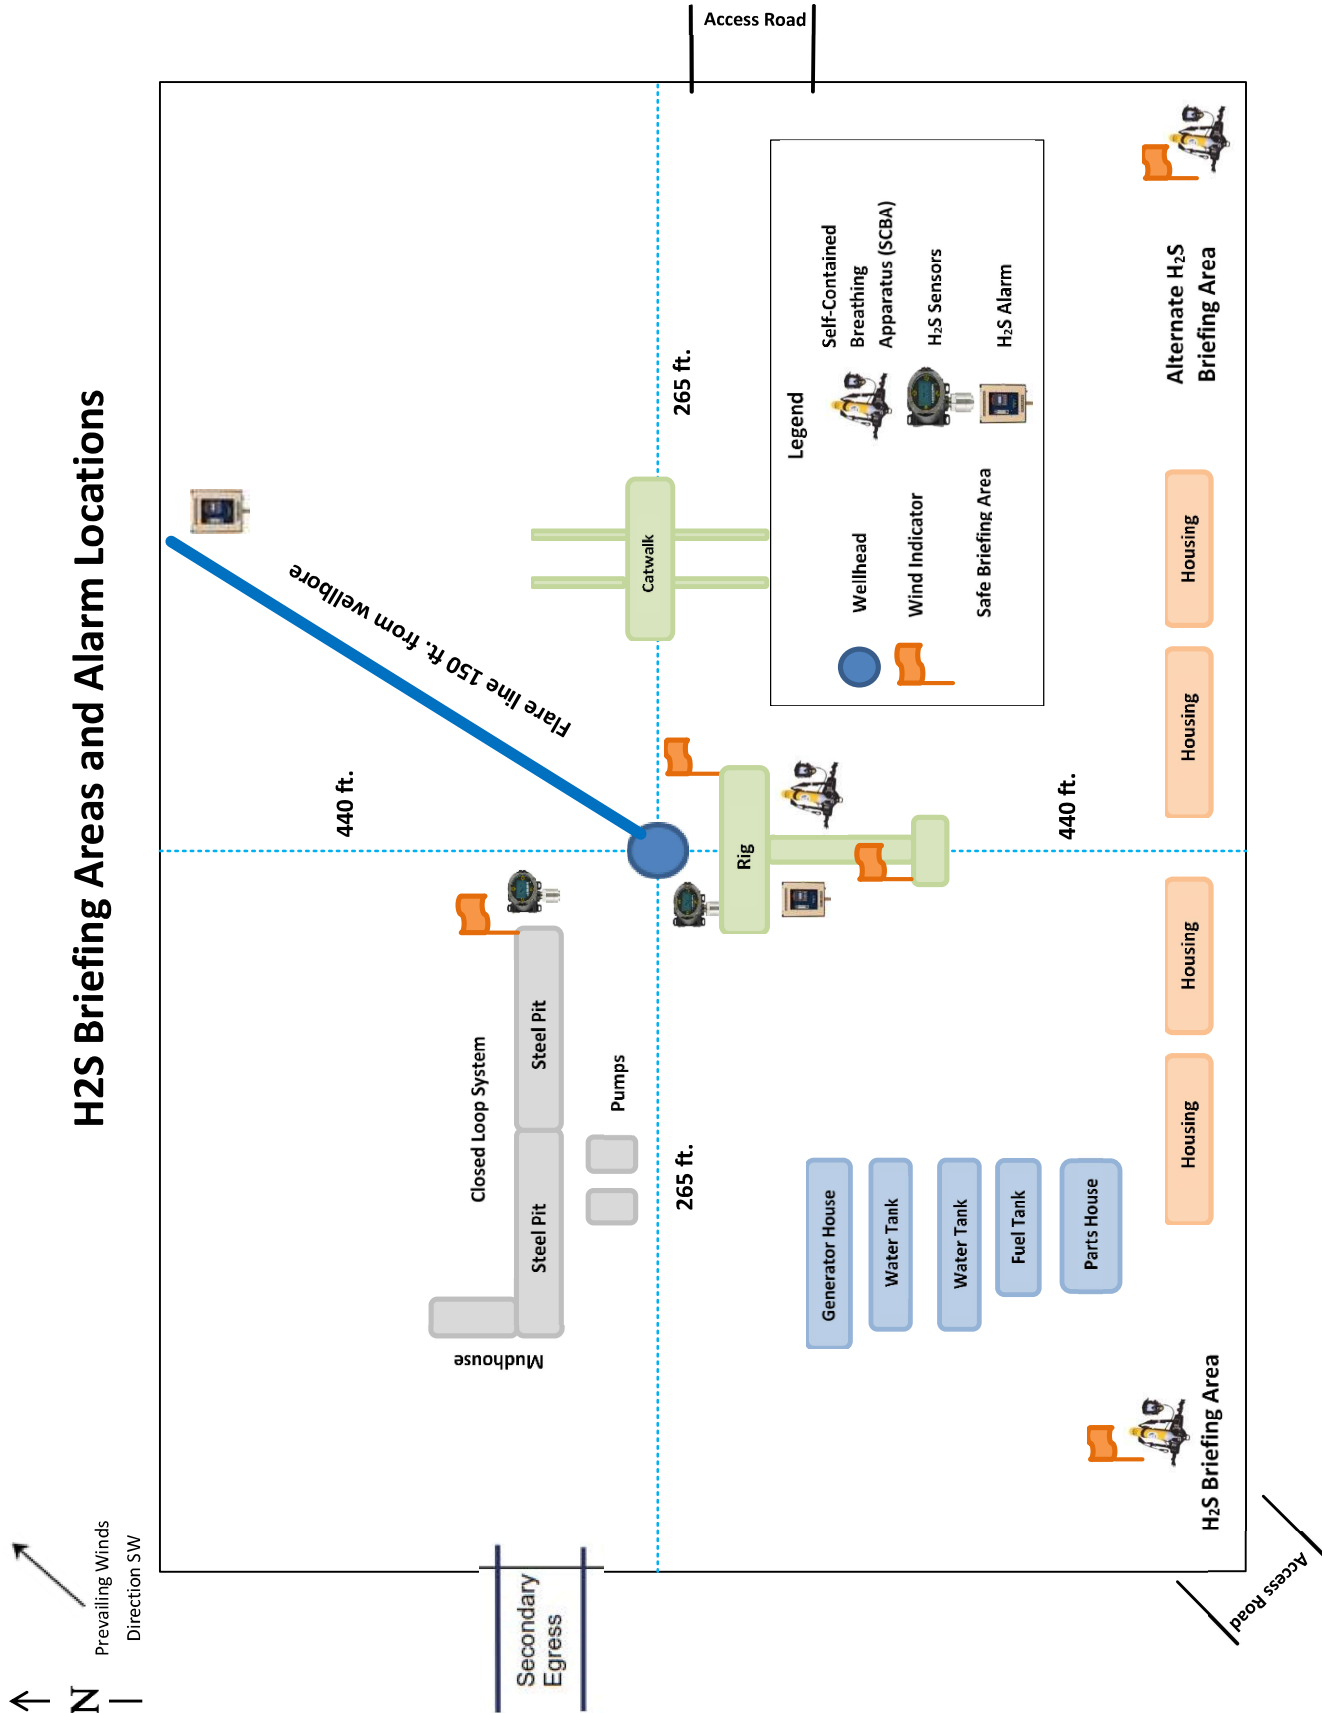 H2S Briefing Areas and Alarm Locations
N
Prevailing Winds
Direction SW
Secondary
Egress
Mudhouse
Closed Loop System
Steel Pit
Steel Pit
Pumps
440 ft.
Flare line 150 ft. from wellbore
265 ft.
265 ft.
Catwalk
Access Road
Rig
Generator House
Water Tank
Water Tank
Fuel Tank
Parts House
440 ft.
Legend
Wellhead
Wind Indicator
Safe Briefing Area
Self-Contained
Breathing
Apparatus (SCBA)
H₂S Sensors
H₂S Alarm
Housing
Housing
Housing
Housing
H₂S Briefing Area
Alternate H₂S
Briefing Area
Access Road